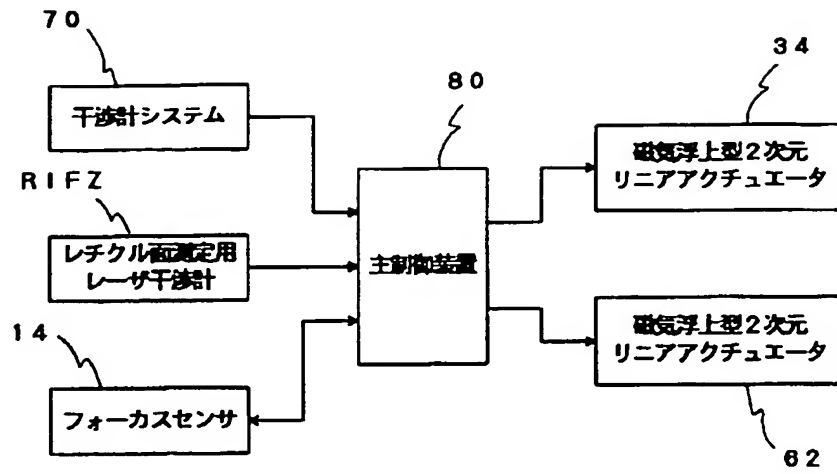 70
干渉計システム
RIFZ
レチクル面測定用
レーザ干渉計
14
フォーカスセンサ
80
主制御装置
34
磁気浮上型2次元
リニアアクチュエータ
磁気浮上型2次元
リニアアクチュエータ
62